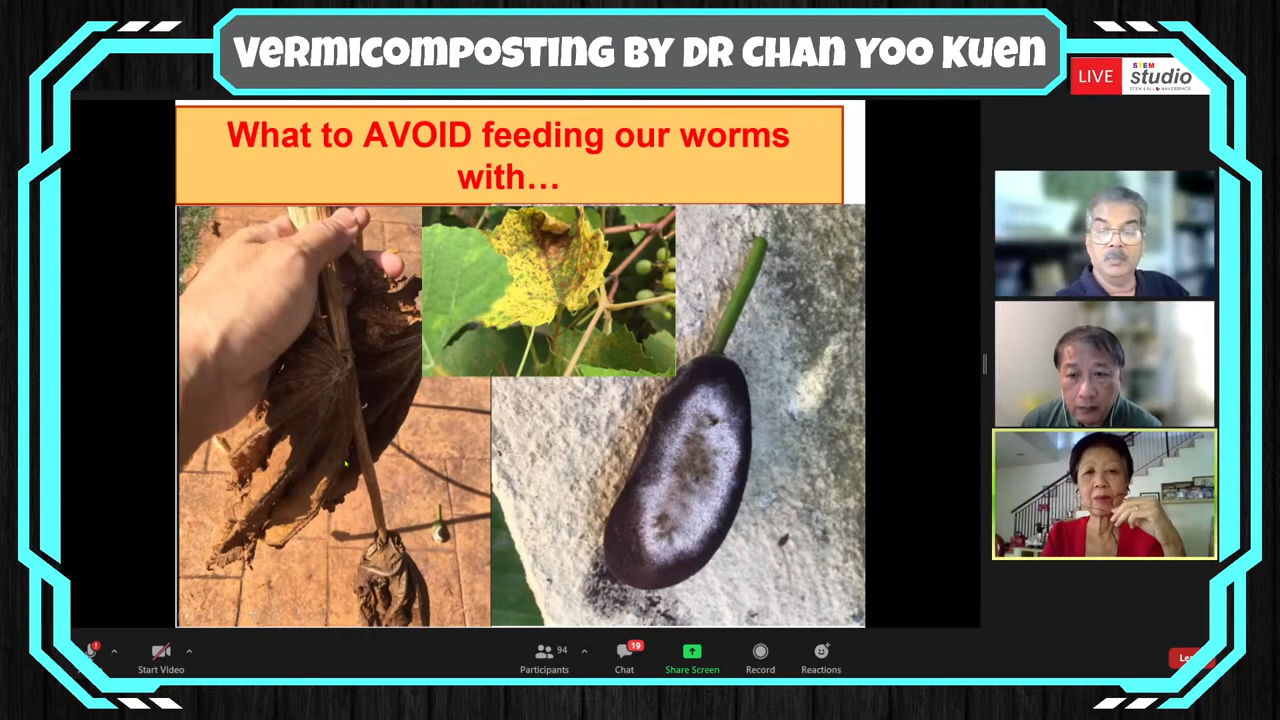 Vermicomposting by Dr Chan Yoo Kuen
LIVE
STEM
studio
What to AVOID feeding our worms
with...
Start Video
94
Participants
19
Chat
Share Screen
Record
Reactions